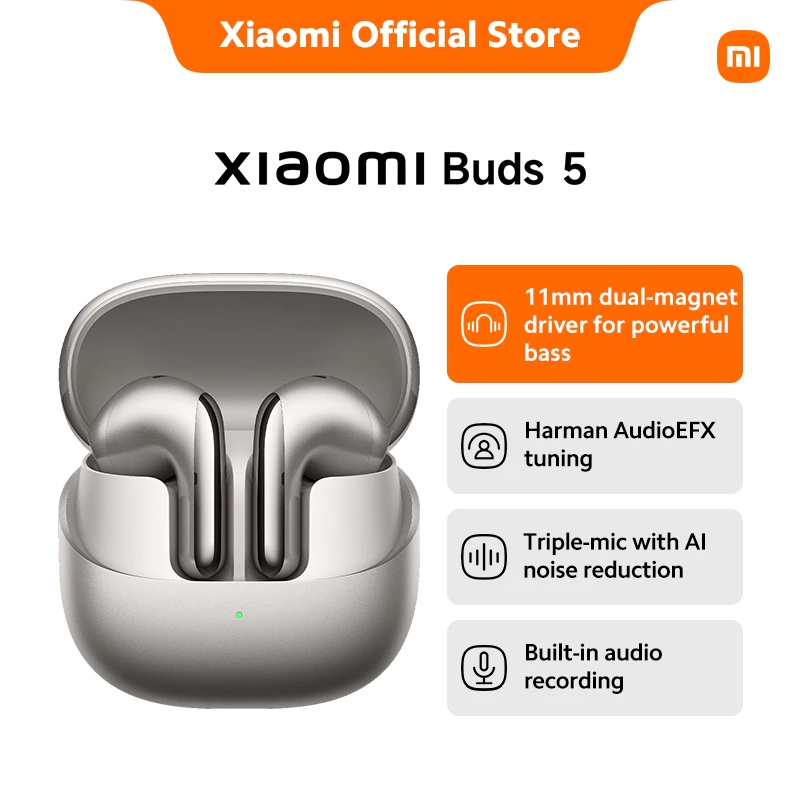 Xiaomi Official Store
mi
xiaomi Buds 5
11mm dual-magnet
driver for powerful
bass
Harman AudioEFX
tuning
Triple-mic with AI
noise reduction
Built-in audio
recording